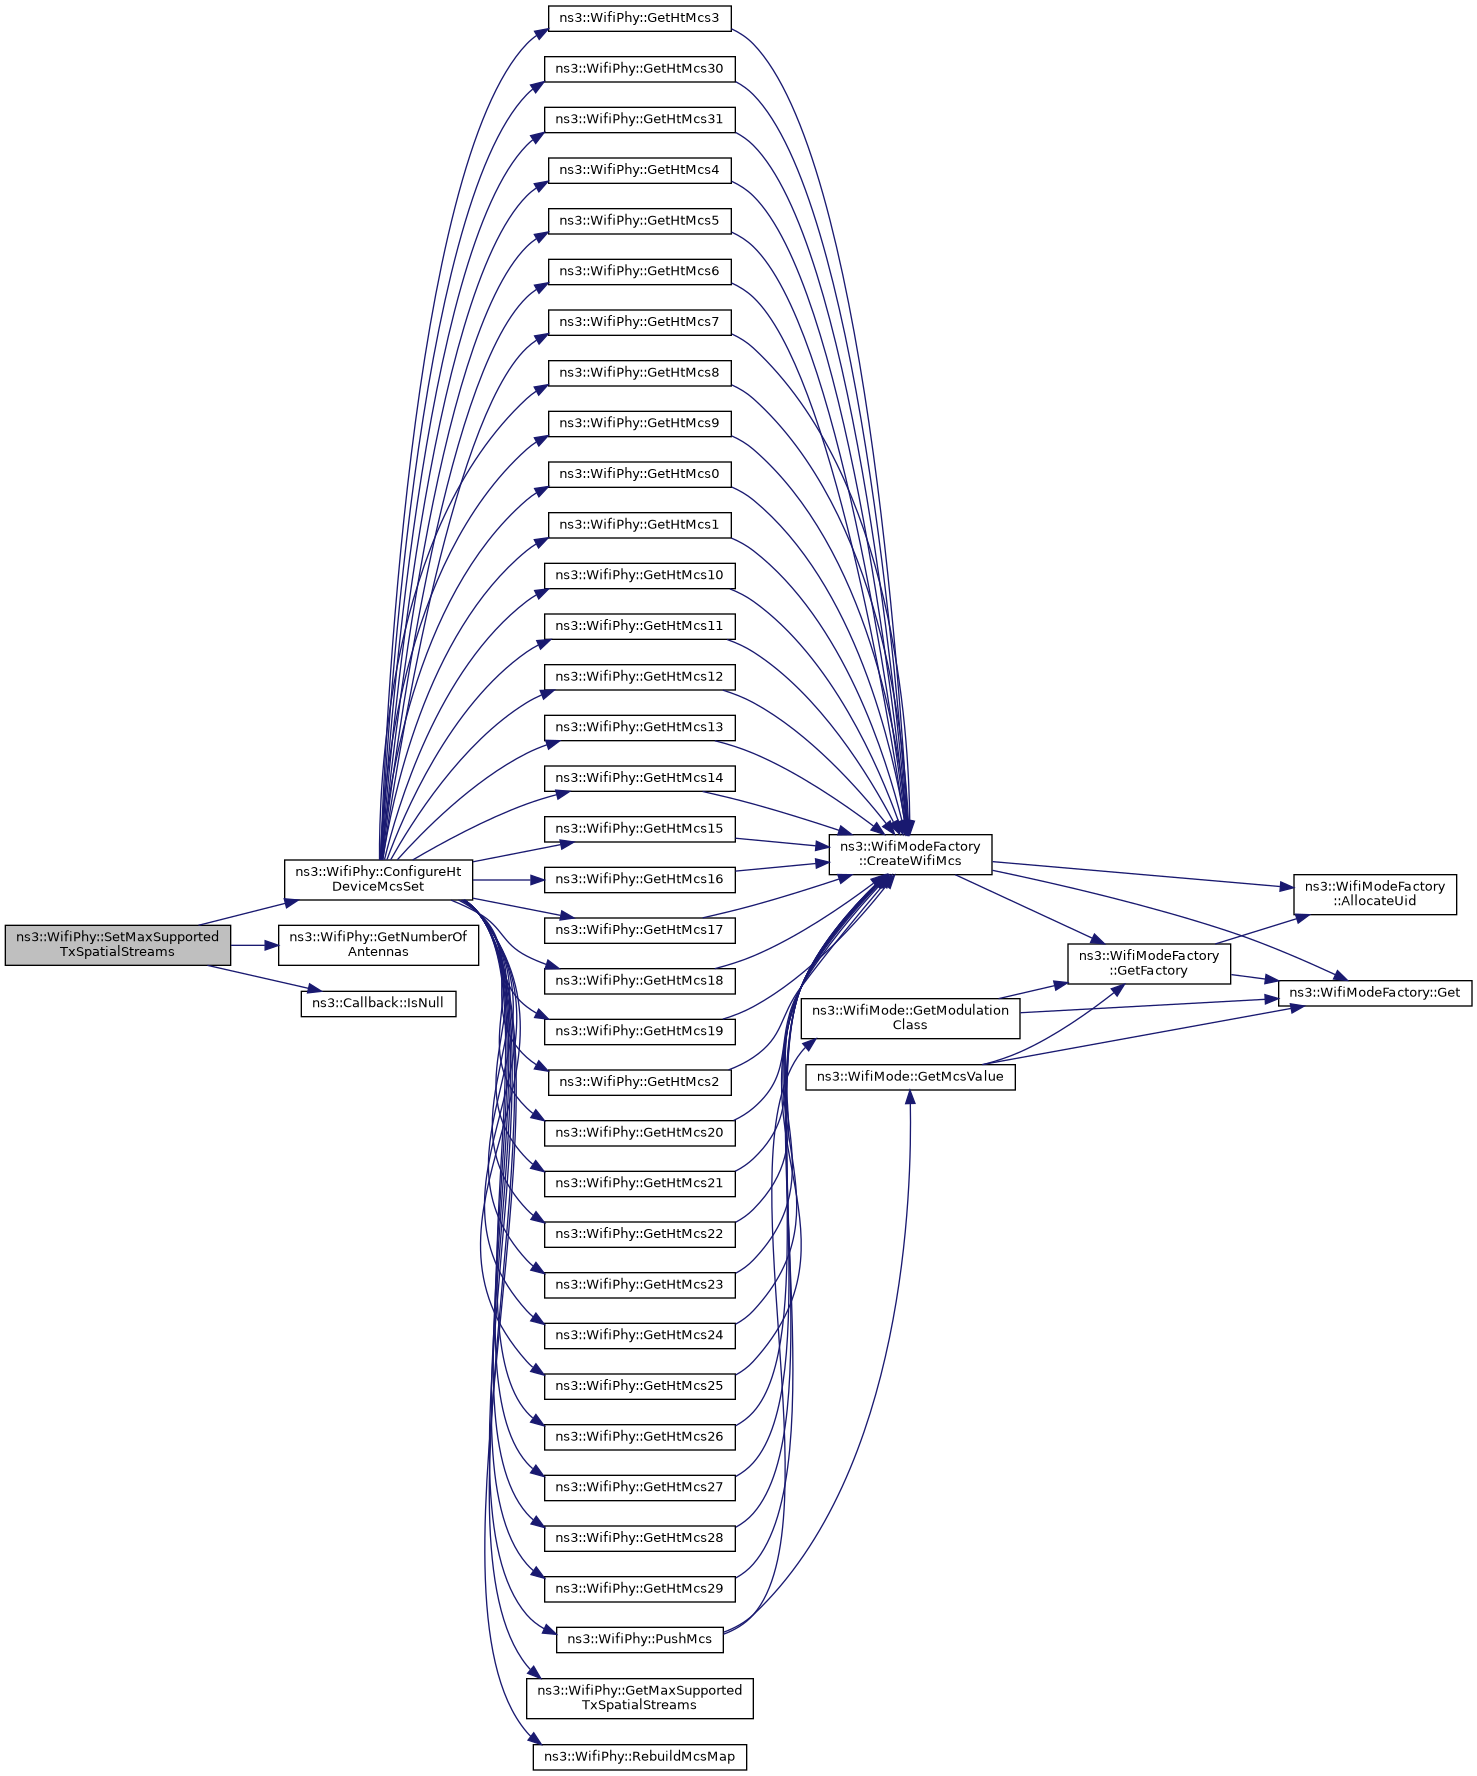 ns3::WifiPhy::GetHtMcs3
ns3::WifiPhy::GetHtMcs30
ns3::WifiPhy::GetHtMcs31
ns3::WifiPhy::GetHtMcs4
ns3::WifiPhy::GetHtMcs5
ns3::WifiPhy::GetHtMcs6
ns3::WifiPhy::GetHtMcs7
ns3::WifiPhy::GetHtMcs8
ns3::WifiPhy::GetHtMcs9
ns3::WifiPhy::GetHtMcs0
ns3::WifiPhy::GetHtMcs1
ns3::WifiPhy::GetHtMcs10
ns3::WifiPhy::GetHtMcs11
ns3::WifiPhy::GetHtMcs12
ns3::WifiPhy::GetHtMcs13
ns3::WifiPhy::GetHtMcs14
ns3::WifiPhy::GetHtMcs15
ns3::WifiPhy::GetHtMcs16
ns3::WifiPhy::GetHtMcs17
ns3::WifiPhy::GetHtMcs18
ns3::WifiPhy::GetHtMcs19
ns3::WifiPhy::GetHtMcs2
ns3::WifiPhy::GetHtMcs20
ns3::WifiPhy::GetHtMcs21
ns3::WifiPhy::GetHtMcs22
ns3::WifiPhy::GetHtMcs23
ns3::WifiPhy::GetHtMcs24
ns3::WifiPhy::GetHtMcs25
ns3::WifiPhy::GetHtMcs26
ns3::WifiPhy::GetHtMcs27
ns3::WifiPhy::GetHtMcs28
ns3::WifiPhy::GetHtMcs29
ns3::WifiPhy::PushMcs
ns3::WifiPhy::GetMaxSupported
TxSpatialStreams
ns3::WifiPhy::RebuildMcsMap
ns3::WifiPhy::SetMaxSupported
TxSpatialStreams
ns3::WifiPhy::ConfigureHt
DeviceMcsSet
ns3::WifiPhy::GetNumberOf
Antennas
ns3::Callback::IsNull
ns3::WifiModeFactory
::CreateWifiMcs
ns3::WifiMode::GetModulation
Class
ns3::WifiMode::GetMcsValue
ns3::WifiModeFactory
::GetFactory
ns3::WifiModeFactory
::AllocateUid
ns3::WifiModeFactory::Get